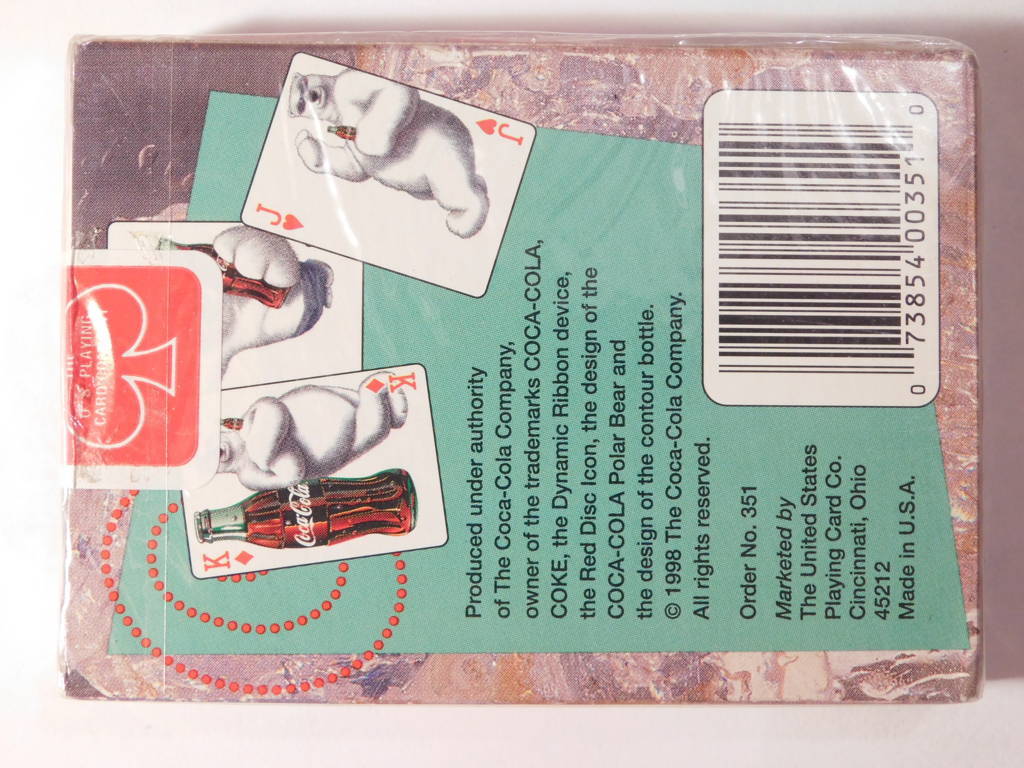 THE
U.S. PLAYING
CARD COMPANY
K
Coca-Cola
K
J
J
Produced under authority
of The Coca-Cola Company,
owner of the trademarks COCA-COLA,
COKE, the Dynamic Ribbon device,
the Red Disc Icon, the design of the
COCA-COLA Polar Bear and
the design of the contour bottle.
© 1998 The Coca-Cola Company.
All rights reserved.
Order No. 351
Marketed by
The United States
Playing Card Co.
Cincinnati, Ohio
45212
Made in U.S.A.
0 73854 00351 0